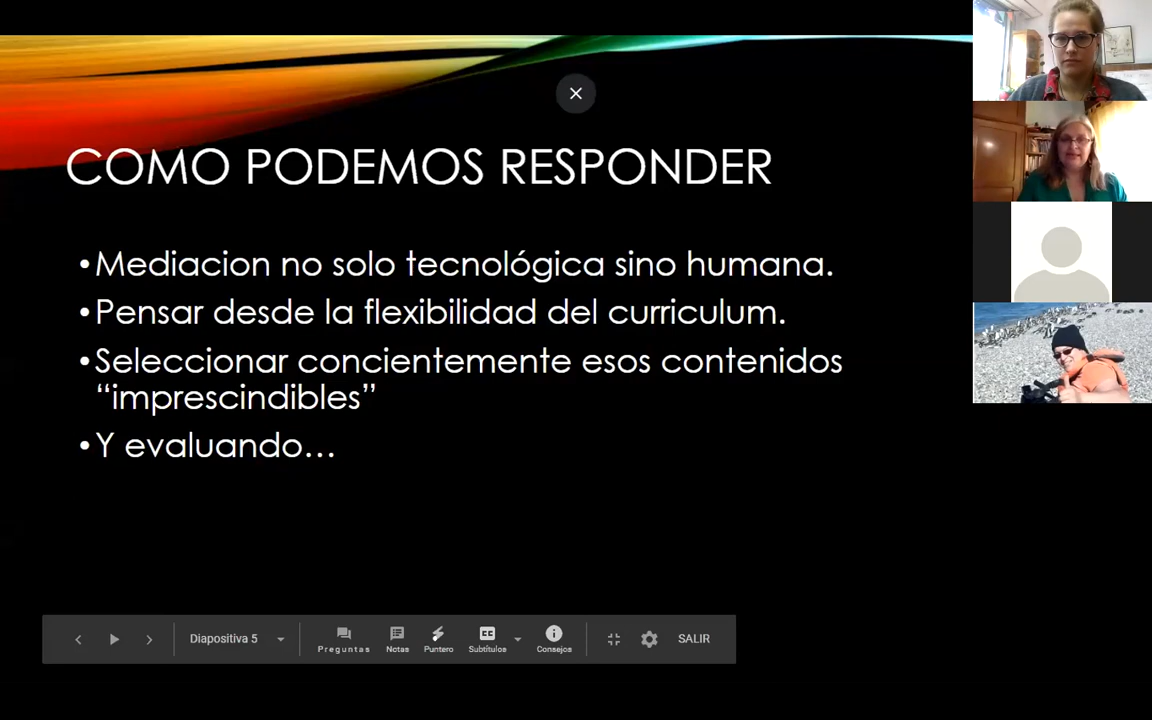 COMO PODEMOS RESPONDER
•Mediacion no solo tecnológica sino humana.
•Pensar desde la flexibilidad del curriculum.
•Seleccionar concientemente esos contenidos
“imprescindibles”
•Y evaluando...
Diapositiva 5
Preguntas
Notas
Puntero
CC
Subtítulos
Consejos
SALIR